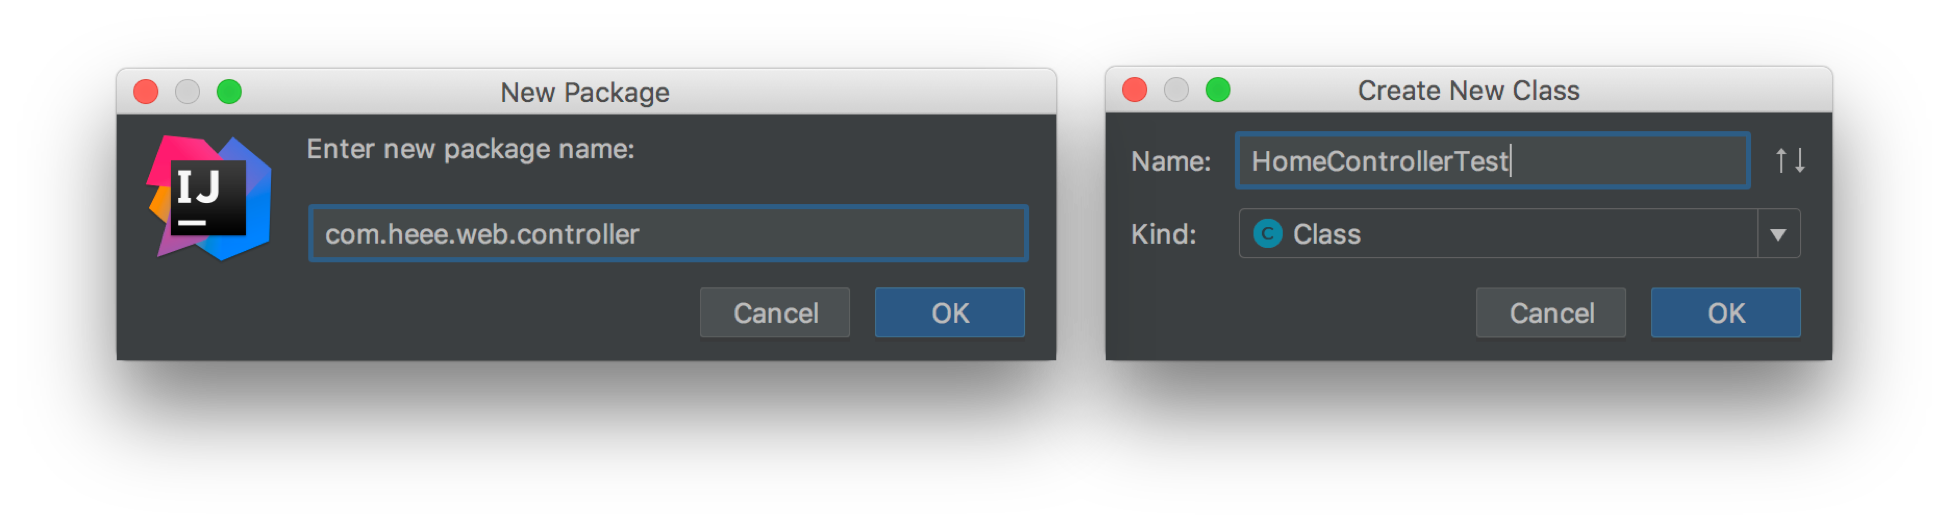 New Package
IJ
Enter new package name:
com.heee.web.controller
Cancel
OK
Create New Class
Name:
HomeControllerTest
Kind:
C
Class
Cancel
OK